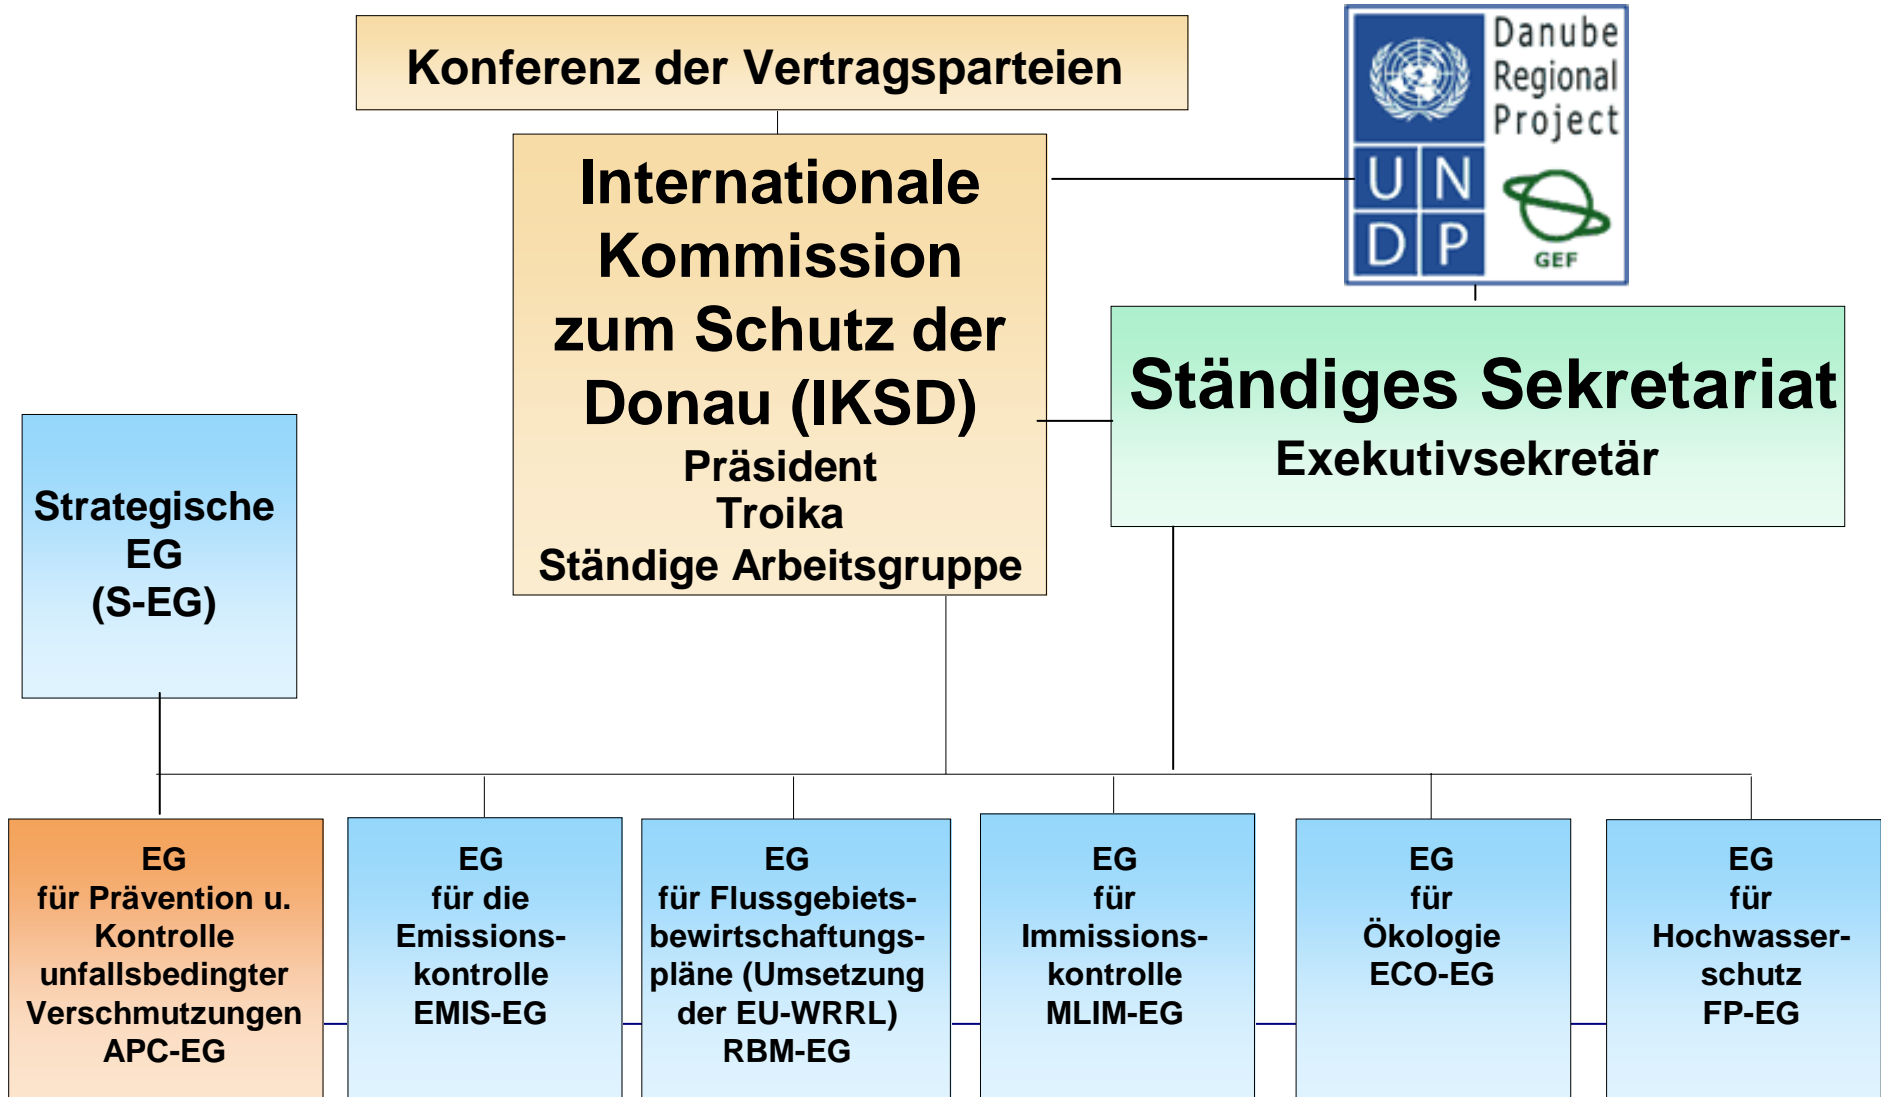 Konferenz der Vertragsparteien
Danube
Regional
Project
U N
D P
GEF
Internationale
Kommission
zum Schutz der
Donau (IKSD)
Präsident
Troika
Ständige Arbeitsgruppe
Ständiges Sekretariat
Exekutivsekretär
Strategische
EG
(S-EG)
EG
für Prävention u.
Kontrolle
unfallsbedingter
Verschmutzungen
APC-EG
EG
für die
Emissions-
kontrolle
EMIS-EG
EG
für Flussgebiets-
bewirtschaftungs-
pläne (Umsetzung
der EU-WRRL)
RBM-EG
EG
für
Immissions-
kontrolle
MLIM-EG
EG
für
Ökologie
ECO-EG
EG
für
Hochwasser-
schutz
FP-EG